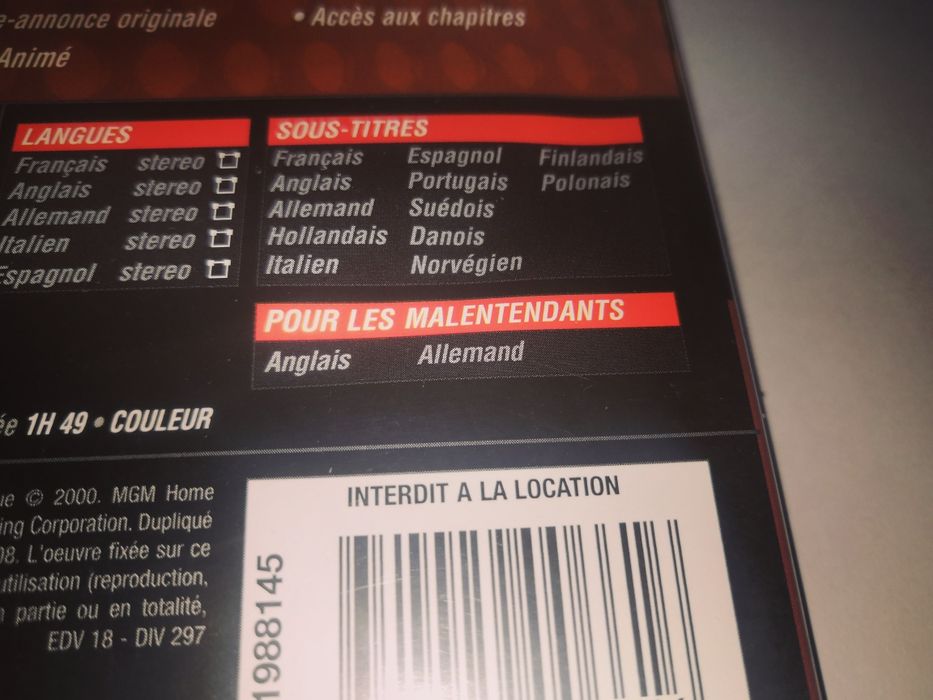 -annonce originale
• Accès aux chapitres
Animé
LANGUES
Français stereo
Anglais stereo
Allemand stereo
Italien stereo
Espagnol stereo
SOUS-TITRES
Français Espagnol Finlandais
Anglais Portugais Polonais
Allemand Suédois
Hollandais Danois
Italien Norvégien
POUR LES MALENTENDANTS
Anglais Allemand
1H 49 • COULEUR
© 2000. MGM Home
ing Corporation. Dupliqué
98. L'oeuvre fixée sur ce
utilisation (reproduction,
partie ou en totalité,
EDV 18 - DIV 297
INTERDIT A LA LOCATION
1988145